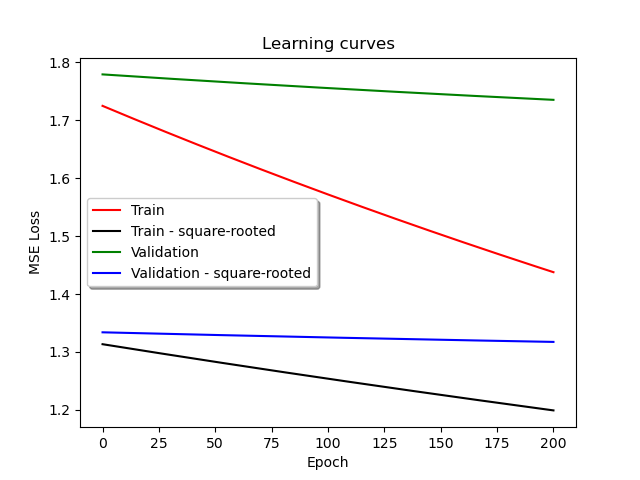 Learning curves
1.8
1.7
1.6
1.5
1.4
1.3
1.2
MSE Loss
Train
Train - square-rooted
Validation
Validation - square-rooted
0 25 50 75 100 125 150 175 200
Epoch